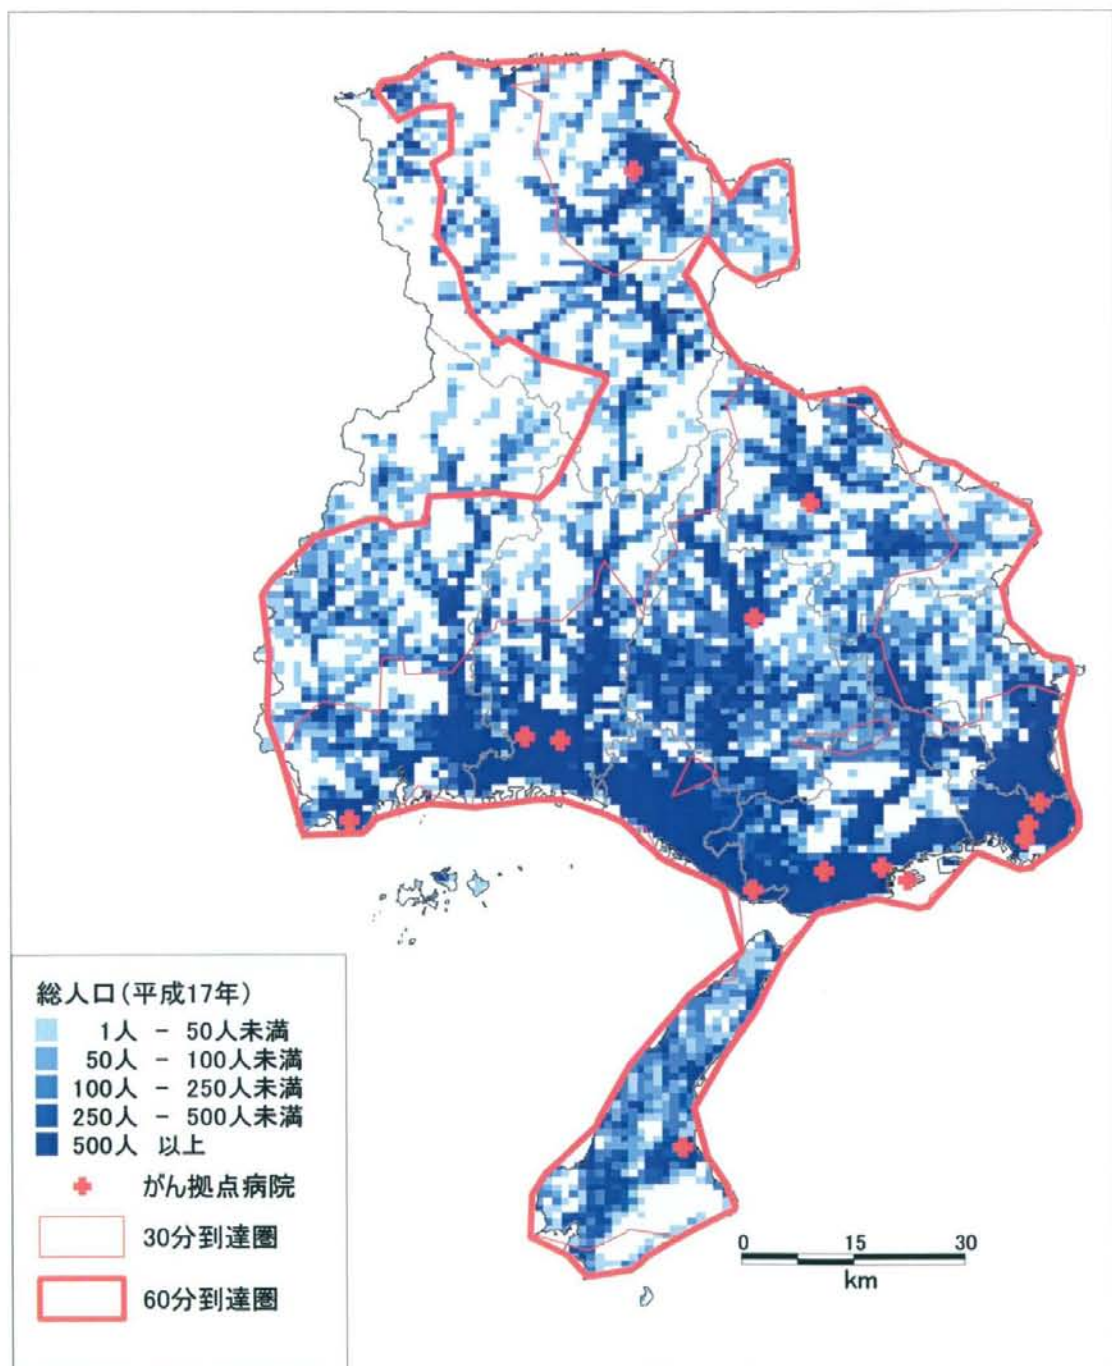 総人口(平成17年)
1人 - 50人未満
50人 - 100人未満
100人 - 250人未満
250人 - 500人未満
500人 以上
がん拠点病院
30分到達圏
60分到達圏
0 15 30
km